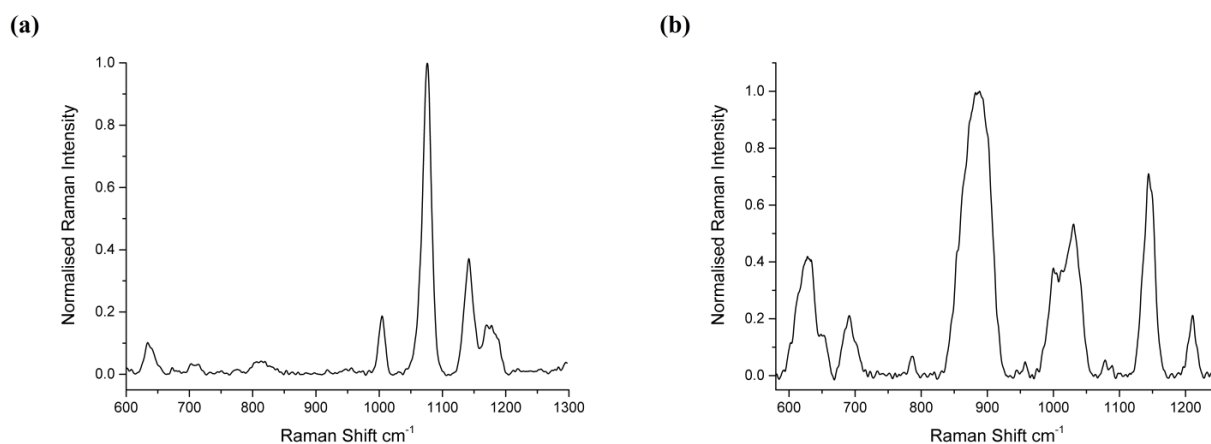 (a)
Normalised Raman Intensity
1.0
0.8
0.6
0.4
0.2
0.0
600 700 800 900 1000 1100 1200 1300
Raman Shift cm⁻¹
(b)
Normalised Raman Intensity
1.0
0.8
0.6
0.4
0.2
0.0
600 700 800 900 1000 1100 1200
Raman Shift cm⁻¹